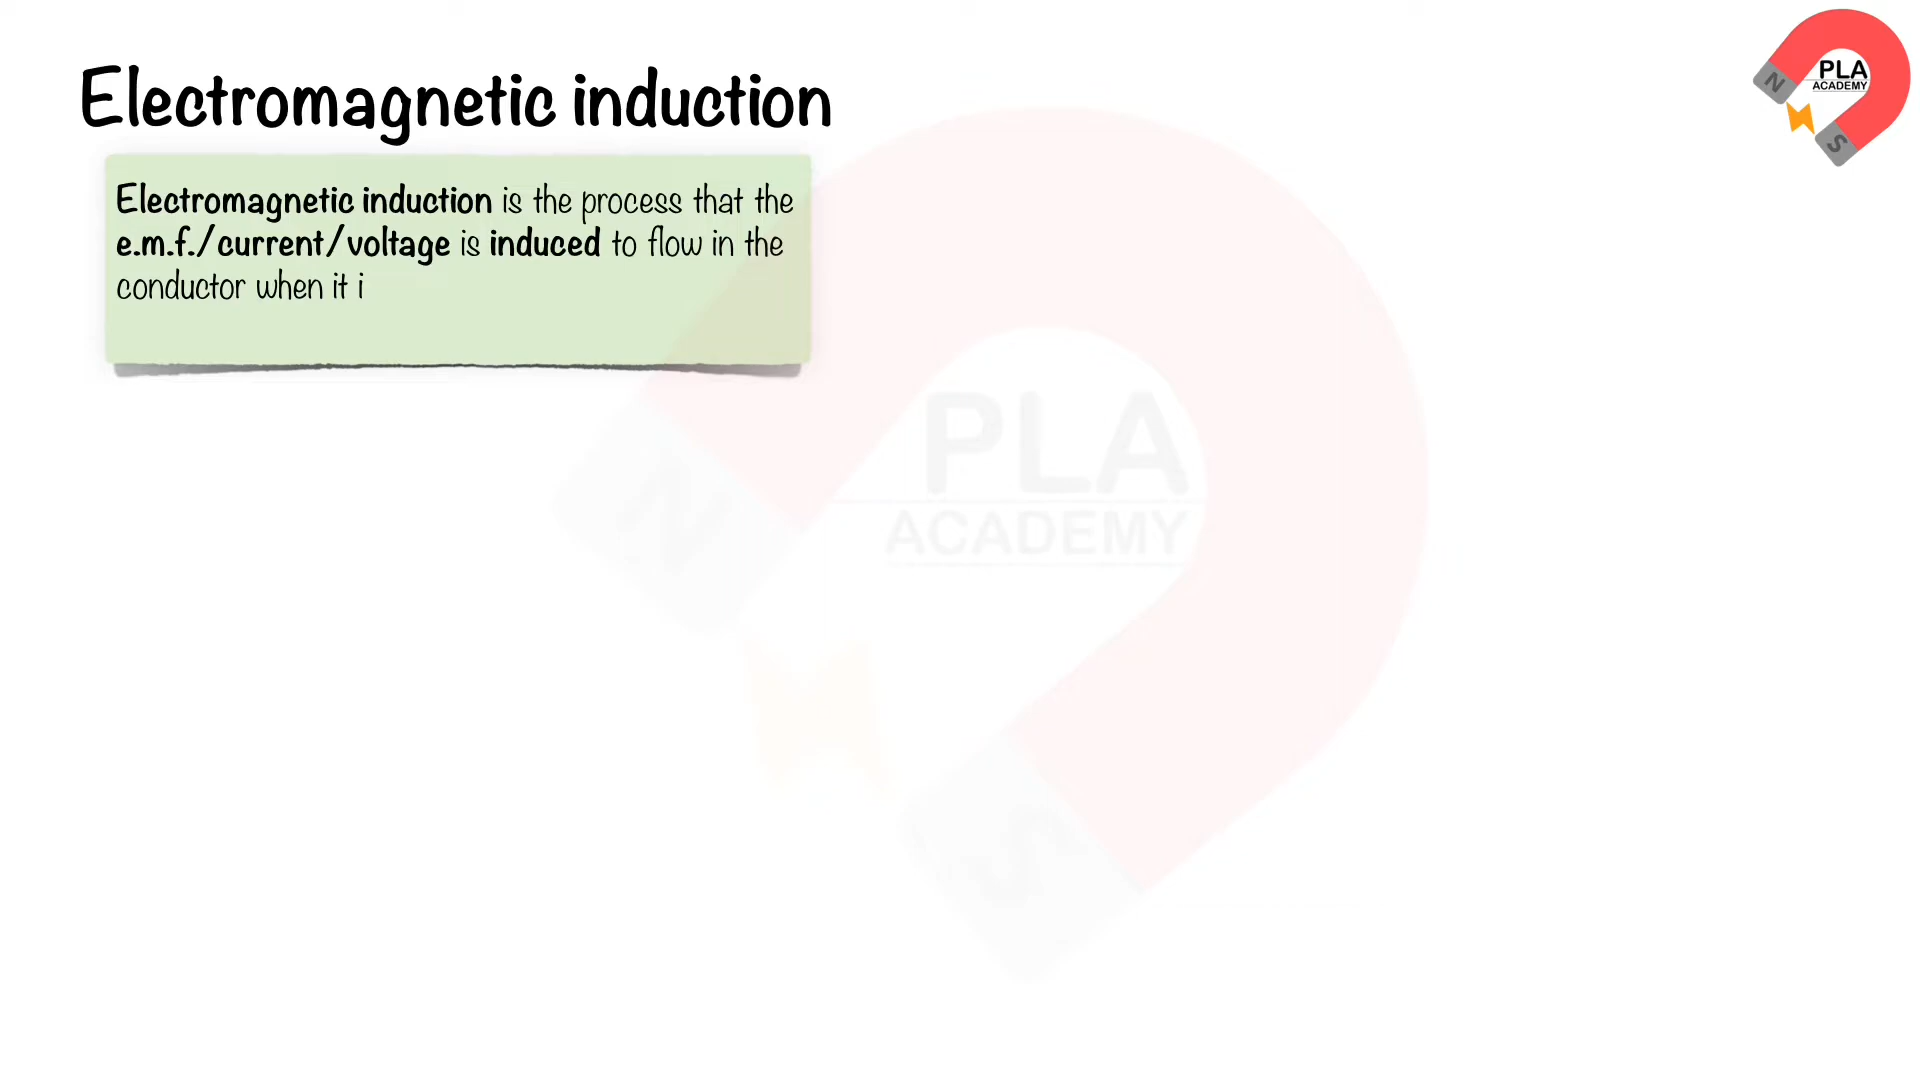 Electromagnetic induction
PLA
ACADEMY
N
S
Electromagnetic induction is the process that the
e.m.f./current/voltage is induced to flow in the
conductor when it i
PLA
ACADEMY
N
S